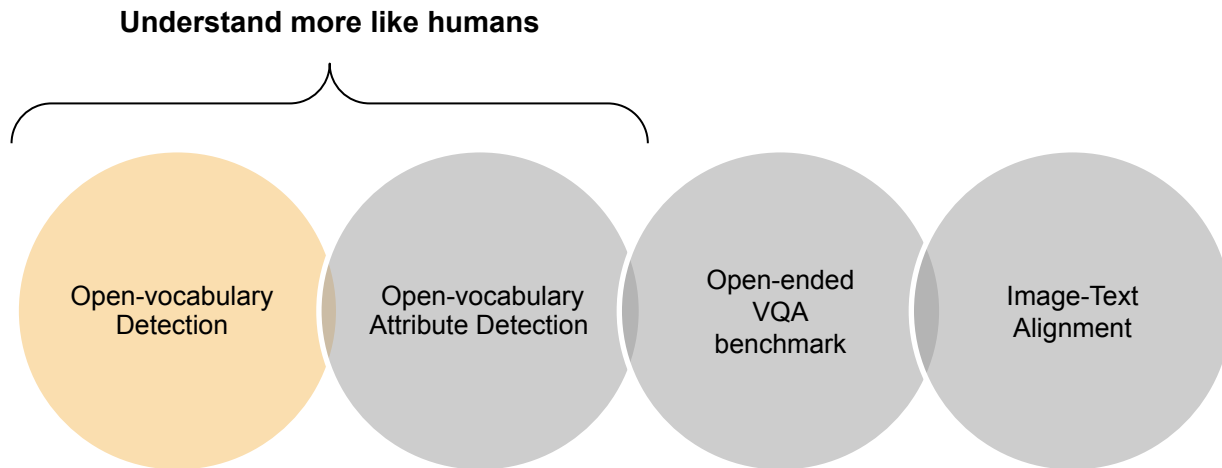 Understand more like humans
Open-vocabulary
Detection
Open-vocabulary
Attribute Detection
Open-ended
VQA
benchmark
Image-Text
Alignment